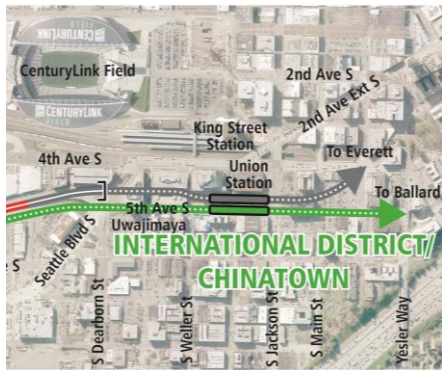 CENTURYLINK
FIELD
CenturyLink Field
CENTURYLINK
FIELD
2nd Ave S
2nd Ave Ext S
King Street
Station
To Everett
4th Ave S
Union
Station
To Ballard
5th Ave S
Uwajimaya
INTERNATIONAL DISTRICT/
CHINATOWN
e S
Seattle Blvd S
S Dearborn St
S Weller St
S Jackson St
S Main St
Yesler Way